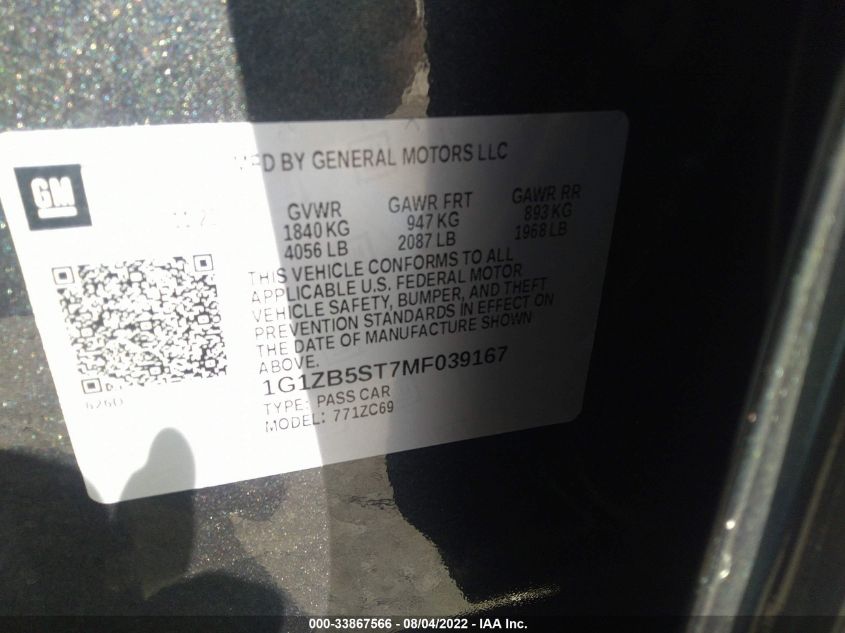 GM
BY GENERAL MOTORS LLC
GVWR GAWR FRT GAWR RR
1840 KG 947 KG 893 KG
4056 LB 2087 LB 1968 LB
THIS VEHICLE CONFORMS TO ALL
APPLICABLE U.S. FEDERAL MOTOR
VEHICLE SAFETY, BUMPER, AND THEFT
PREVENTION STANDARDS IN EFFECT ON
THE DATE OF MANUFACTURE SHOWN
ABOVE.
1G1ZB5ST7MF039167
TYPE: PASS CAR
MODEL: 771ZC69
000-33867566 - 08/04/2022 - IAA Inc.